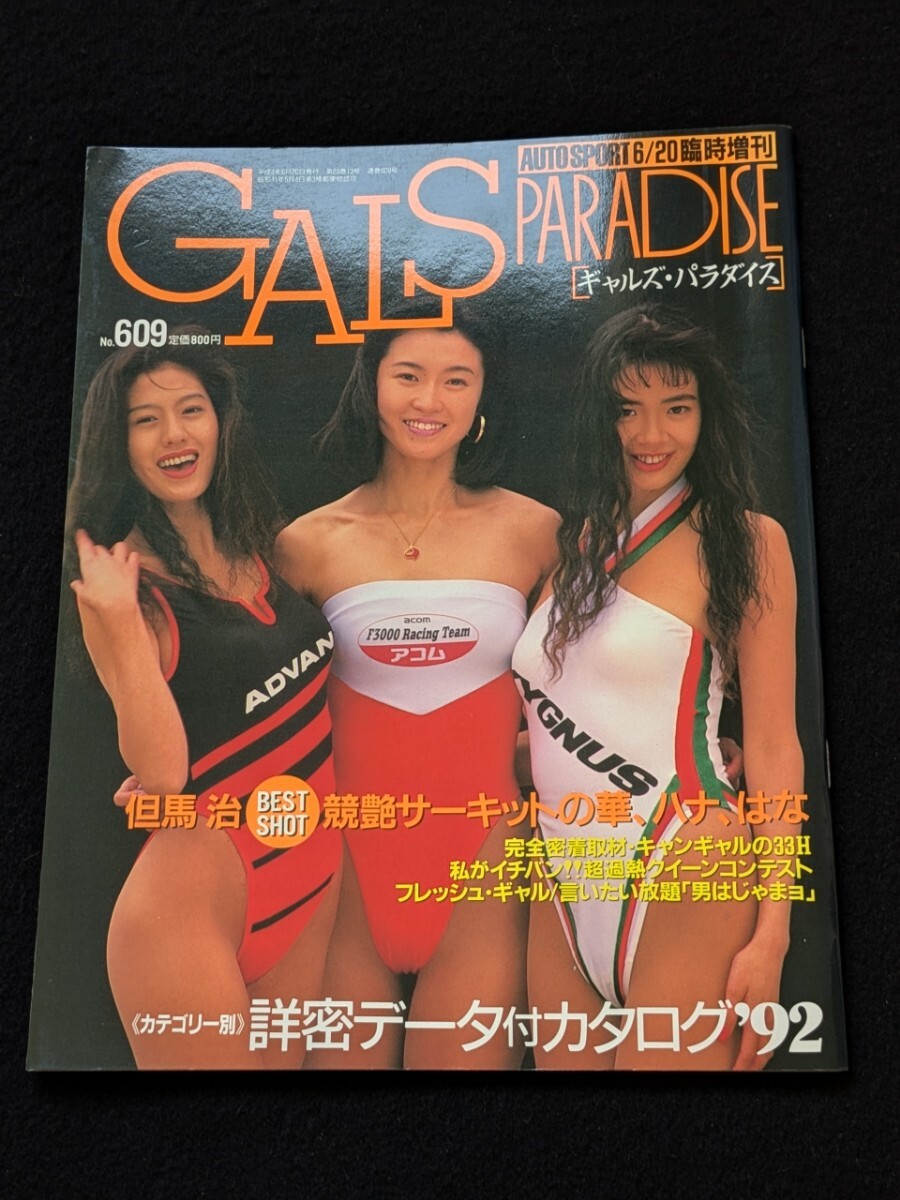 AUTOSPORT 6/20 臨時増刊
GALS PARADISE
[ギャルズ・パラダイス]
No.609 定価800円
acom
F3000 Racing Team
アコム
ADVAN
YGNUS
但馬 治 BEST SHOT 競艶サーキットの華、ハナ、はな
完全密着取材・キャンギャルの33H
私がイチバン!!超過熱クイーンコンテスト
フレッシュ・ギャル/言いたい放題「男はじゃまョ」
《カテゴリー別》詳密データ付カタログ'92